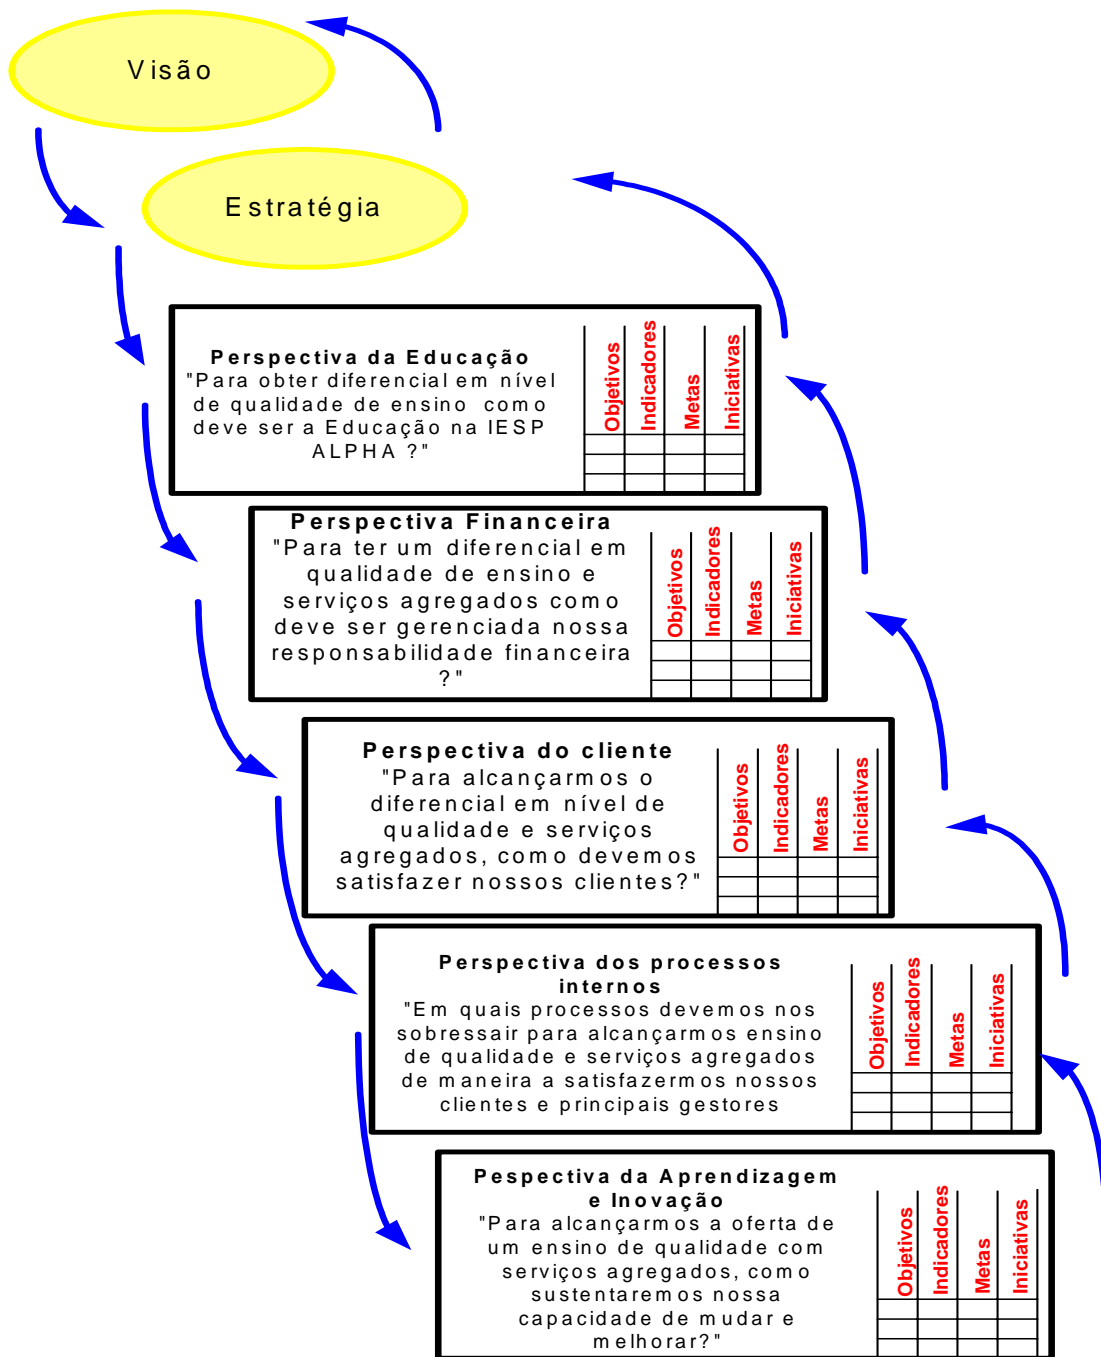 Visão
Estratégia
Perspectiva da Educação
"Para obter diferencial em nível
de qualidade de ensino como
deve ser a Educação na IESP
ALPHA ?"
Objetivos
Indicadores
Metas
Iniciativas
Perspectiva Financeira
"Para ter um diferencial em
qualidade de ensino e
serviços agregados como
deve ser gerenciada nossa
responsabilidade financeira
?"
Objetivos
Indicadores
Metas
Iniciativas
Perspectiva do cliente
"Para alcançarmos o
diferencial em nível de
qualidade e serviços
agregados, como devemos
satisfazer nossos clientes?"
Objetivos
Indicadores
Metas
Iniciativas
Perspectiva dos processos
internos
"Em quais processos devemos nos
sobressair para alcançarmos ensino
de qualidade e serviços agregados
de maneira a satisfazermos nossos
clientes e principais gestores
Objetivos
Indicadores
Metas
Iniciativas
Pespectiva da Aprendizagem
e Inovação
"Para alcançarmos a oferta de
um ensino de qualidade com
serviços agregados, como
sustentaremos nossa
capacidade de mudar e
melhorar?"
Objetivos
Indicadores
Metas
Iniciativas